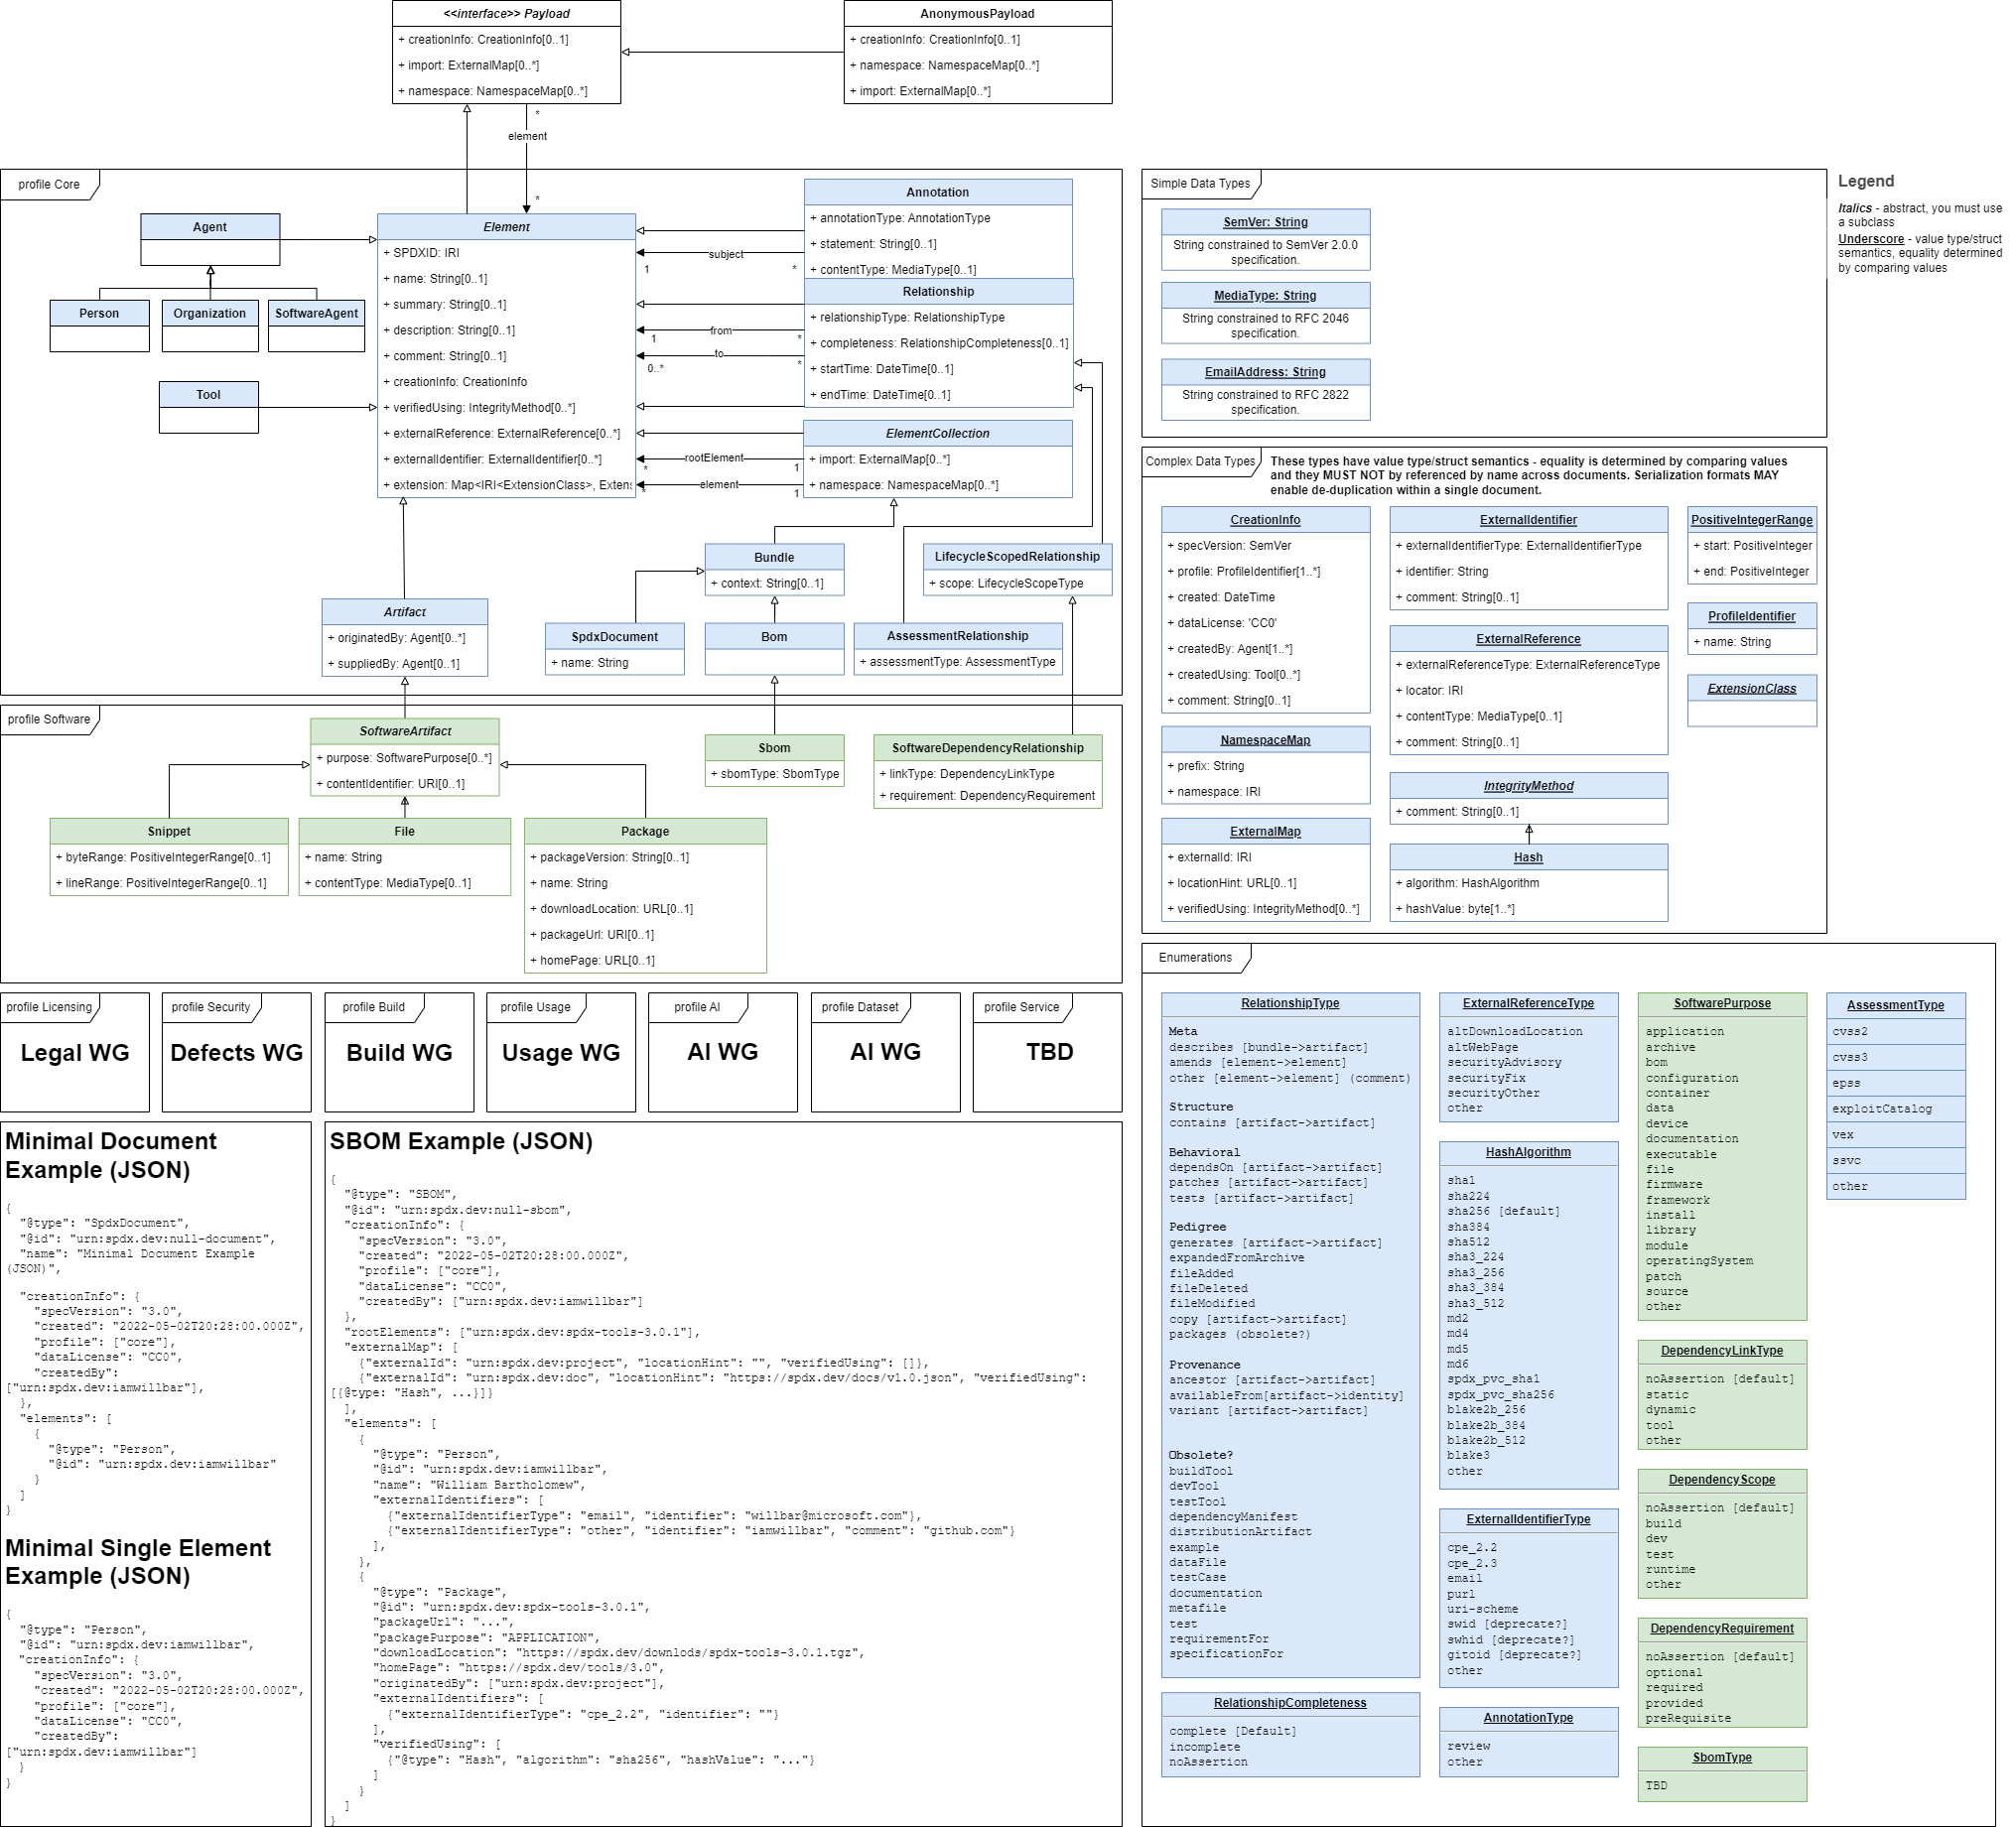 <<interface>> Payload
+ creationInfo: CreationInfo[0..1]
+ import: ExternalMap[0..*]
+ namespace: NamespaceMap[0..*]
AnonymousPayload
+ creationInfo: CreationInfo[0..1]
+ namespace: NamespaceMap[0..*]
+ import: ExternalMap[0..*]
*
element
*
profile Core
Agent
Person
Organization
SoftwareAgent
Tool
Element
+ SPDXID: IRI
+ name: String[0..1]
+ summary: String[0..1]
+ description: String[0..1]
+ comment: String[0..1]
+ creationInfo: CreationInfo
+ verifiedUsing: IntegrityMethod[0..*]
+ externalReference: ExternalReference[0..*]
+ externalIdentifier: ExternalIdentifier[0..*]
+ extension: Map<IRI<ExtensionClass>, Extens
subject
1
*
from
1
*
to
0..*
*
rootElement
*
1
element
*
1
Annotation
+ annotationType: AnnotationType
+ statement: String[0..1]
+ contentType: MediaType[0..1]
Relationship
+ relationshipType: RelationshipType
+ completeness: RelationshipCompleteness[0..1]
+ startTime: DateTime[0..1]
+ endTime: DateTime[0..1]
ElementCollection
+ import: ExternalMap[0..*]
+ namespace: NamespaceMap[0..*]
Bundle
+ context: String[0..1]
LifecycleScopedRelationship
+ scope: LifecycleScopeType
Artifact
+ originatedBy: Agent[0..*]
+ suppliedBy: Agent[0..1]
SpdxDocument
+ name: String
Bom
AssessmentRelationship
+ assessmentType: AssessmentType
profile Software
SoftwareArtifact
+ purpose: SoftwarePurpose[0..*]
+ contentIdentifier: URI[0..1]
Sbom
+ sbomType: SbomType
SoftwareDependencyRelationship
+ linkType: DependencyLinkType
+ requirement: DependencyRequirement
Snippet
+ byteRange: PositiveIntegerRange[0..1]
+ lineRange: PositiveIntegerRange[0..1]
File
+ name: String
+ contentType: MediaType[0..1]
Package
+ packageVersion: String[0..1]
+ name: String
+ downloadLocation: URL[0..1]
+ packageUrl: URI[0..1]
+ homePage: URL[0..1]
profile Licensing
Legal WG
profile Security
Defects WG
profile Build
Build WG
profile Usage
Usage WG
profile AI
AI WG
profile Dataset
AI WG
profile Service
TBD
Minimal Document
Example (JSON)
{
"@type": "SpdxDocument",
"@id": "urn:spdx.dev:null-document",
"name": "Minimal Document Example
(JSON)",
"creationInfo": {
"specVersion": "3.0",
"created": "2022-05-02T20:28:00.000Z",
"profile": ["core"],
"dataLicense": "CC0",
"createdBy":
["urn:spdx.dev:iamwillbar"],
},
"elements": [
{
"@type": "Person",
"@id": "urn:spdx.dev:iamwillbar"
}
]
}
Minimal Single Element
Example (JSON)
{
"@type": "Person",
"@id": "urn:spdx.dev:iamwillbar",
"creationInfo": {
"specVersion": "3.0",
"created": "2022-05-02T20:28:00.000Z",
"profile": ["core"],
"dataLicense": "CC0",
"createdBy":
["urn:spdx.dev:iamwillbar"]
}
}
SBOM Example (JSON)
{
"@type": "SBOM",
"@id": "urn:spdx.dev:null-sbom",
"creationInfo": {
"specVersion": "3.0",
"created": "2022-05-02T20:28:00.000Z",
"profile": ["core"],
"dataLicense": "CC0",
"createdBy": ["urn:spdx.dev:iamwillbar"]
},
"rootElements": ["urn:spdx.dev:spdx-tools-3.0.1"],
"externalMap": [
{"externalId": "urn:spdx.dev:project", "locationHint": "", "verifiedUsing": []},
{"externalId": "urn:spdx.dev:doc", "locationHint": "https://spdx.dev/docs/v1.0.json", "verifiedUsing":
[{@type: "Hash", ...}]}
],
"elements": [
{
"@type": "Person",
"@id": "urn:spdx.dev:iamwillbar",
"name": "William Bartholomew",
"externalIdentifiers": [
{"externalIdentifierType": "email", "identifier": "willbar@microsoft.com"},
{"externalIdentifierType": "other", "identifier": "iamwillbar", "comment": "github.com"}
],
},
{
"@type": "Package",
"@id": "urn:spdx.dev:spdx-tools-3.0.1",
"packageUrl": "...",
"packagePurpose": "APPLICATION",
"downloadLocation": "https://spdx.dev/downlods/spdx-tools-3.0.1.tgz",
"homePage": "https://spdx.dev/tools/3.0",
"originatedBy": ["urn:spdx.dev:project"],
"externalIdentifiers": [
{"externalIdentifierType": "cpe_2.2", "identifier": ""}
],
"verifiedUsing": [
{"@type": "Hash", "algorithm": "sha256", "hashValue": "..."}
]
}
]
}
Simple Data Types
SemVer: String
String constrained to SemVer 2.0.0
specification.
MediaType: String
String constrained to RFC 2046
specification.
EmailAddress: String
String constrained to RFC 2822
specification.
Legend
Italics - abstract, you must use
a subclass
Underscore - value type/struct
semantics, equality determined
by comparing values
Complex Data Types
These types have value type/struct semantics - equality is determined by comparing values
and they MUST NOT by referenced by name across documents. Serialization formats MAY
enable de-duplication within a single document.
CreationInfo
+ specVersion: SemVer
+ profile: ProfileIdentifier[1..*]
+ created: DateTime
+ dataLicense: 'CC0'
+ createdBy: Agent[1..*]
+ createdUsing: Tool[0..*]
+ comment: String[0..1]
NamespaceMap
+ prefix: String
+ namespace: IRI
ExternalMap
+ externalId: IRI
+ locationHint: URL[0..1]
+ verifiedUsing: IntegrityMethod[0..*]
ExternalIdentifier
+ externalIdentifierType: ExternalIdentifierType
+ identifier: String
+ comment: String[0..1]
ExternalReference
+ externalReferenceType: ExternalReferenceType
+ locator: IRI
+ contentType: MediaType[0..1]
+ comment: String[0..1]
IntegrityMethod
+ comment: String[0..1]
Hash
+ algorithm: HashAlgorithm
+ hashValue: byte[1..*]
PositiveIntegerRange
+ start: PositiveInteger
+ end: PositiveInteger
ProfileIdentifier
+ name: String
ExtensionClass
Enumerations
RelationshipType
Meta
describes [bundle->artifact]
amends [element->element]
other [element->element] (comment)
Structure
contains [artifact->artifact]
Behavioral
dependsOn [artifact->artifact]
patches [artifact->artifact]
tests [artifact->artifact]
Pedigree
generates [artifact->artifact]
expandedFromArchive
fileAdded
fileDeleted
fileModified
copy [artifact->artifact]
packages (obsolete?)
Provenance
ancestor [artifact->artifact]
availableFrom[artifact->identity]
variant [artifact->artifact]
Obsolete?
buildTool
devTool
testTool
dependencyManifest
distributionArtifact
example
dataFile
testCase
documentation
metafile
test
requirementFor
specificationFor
RelationshipCompleteness
complete [Default]
incomplete
noAssertion
ExternalReferenceType
altDownloadLocation
altWebPage
securityAdvisory
securityFix
securityOther
other
HashAlgorithm
sha1
sha224
sha256 [default]
sha384
sha512
sha3_224
sha3_256
sha3_384
sha3_512
md2
md4
md5
md6
spdx_pvc_sha1
spdx_pvc_sha256
blake2b_256
blake2b_384
blake2b_512
blake3
other
ExternalIdentifierType
cpe_2.2
cpe_2.3
email
purl
uri-scheme
swid [deprecate?]
swhid [deprecate?]
gitoid [deprecate?]
other
AnnotationType
review
other
SoftwarePurpose
application
archive
bom
configuration
container
data
device
documentation
executable
file
firmware
framework
install
library
module
operatingSystem
patch
source
other
DependencyLinkType
noAssertion [default]
static
dynamic
tool
other
DependencyScope
noAssertion [default]
build
dev
test
runtime
other
DependencyRequirement
noAssertion [default]
optional
required
provided
preRequisite
SbomType
TBD
AssessmentType
cvss2
cvss3
epss
exploitCatalog
vex
ssvc
other